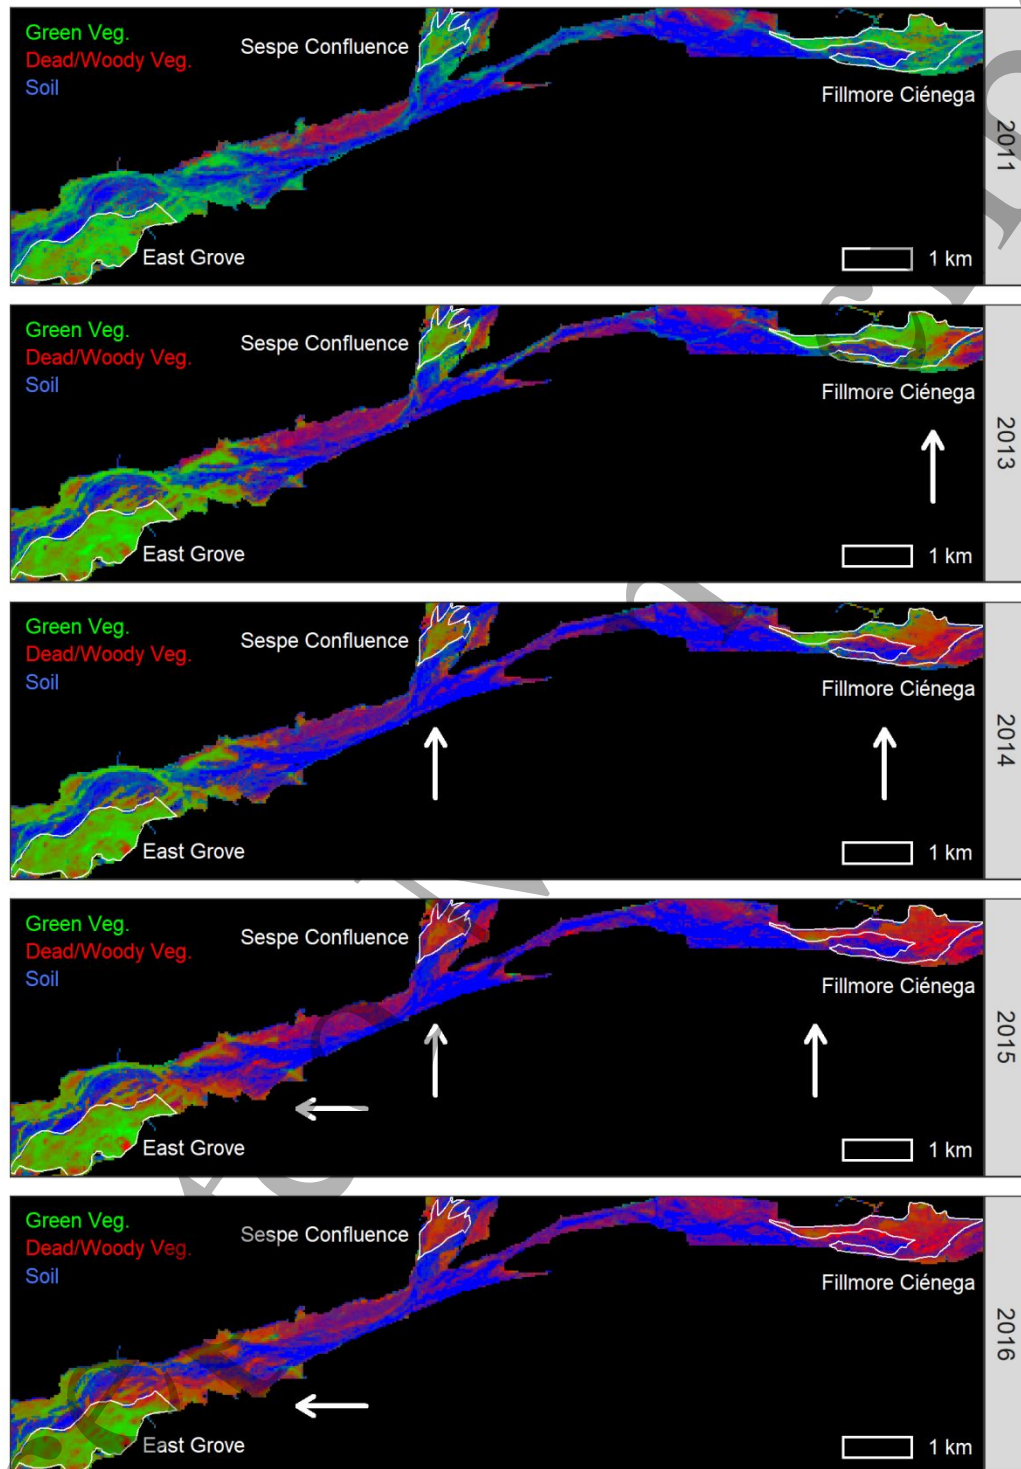 Green Veg.
Dead/Woody Veg.
Soil
Sespe Confluence
Fillmore Ciénega
East Grove
1 km
2011
Green Veg.
Dead/Woody Veg.
Soil
Sespe Confluence
Fillmore Ciénega
East Grove
1 km
2013
Green Veg.
Dead/Woody Veg.
Soil
Sespe Confluence
Fillmore Ciénega
East Grove
1 km
2014
Green Veg.
Dead/Woody Veg.
Soil
Sespe Confluence
Fillmore Ciénega
East Grove
1 km
2015
Green Veg.
Dead/Woody Veg.
Soil
Sespe Confluence
Fillmore Ciénega
East Grove
1 km
2016